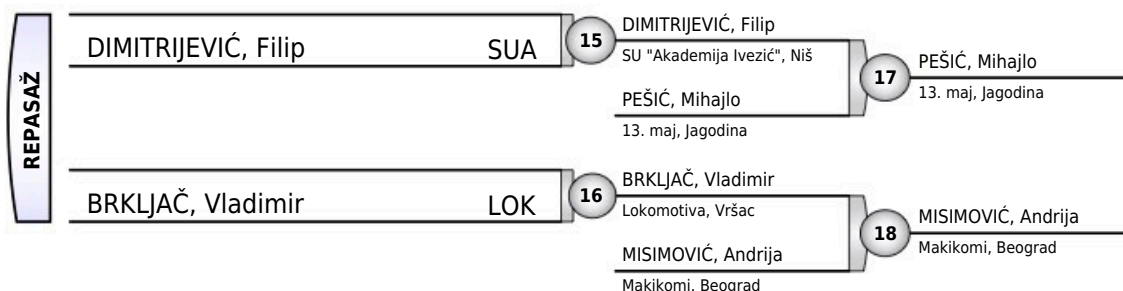 REPASAŽ
DIMITRIJEVIĆ, Filip SUA
15
DIMITRIJEVIĆ, Filip
SU "Akademija Ivezić", Niš
PEŠIĆ, Mihajlo
13. maj, Jagodina
17
PEŠIĆ, Mihajlo
13. maj, Jagodina
BRKLJAČ, Vladimir LOK
16
BRKLJAČ, Vladimir
Lokomotiva, Vršac
MISIMOVIĆ, Andrija
Makikomi, Beograd
18
MISIMOVIĆ, Andrija
Makikomi, Beograd